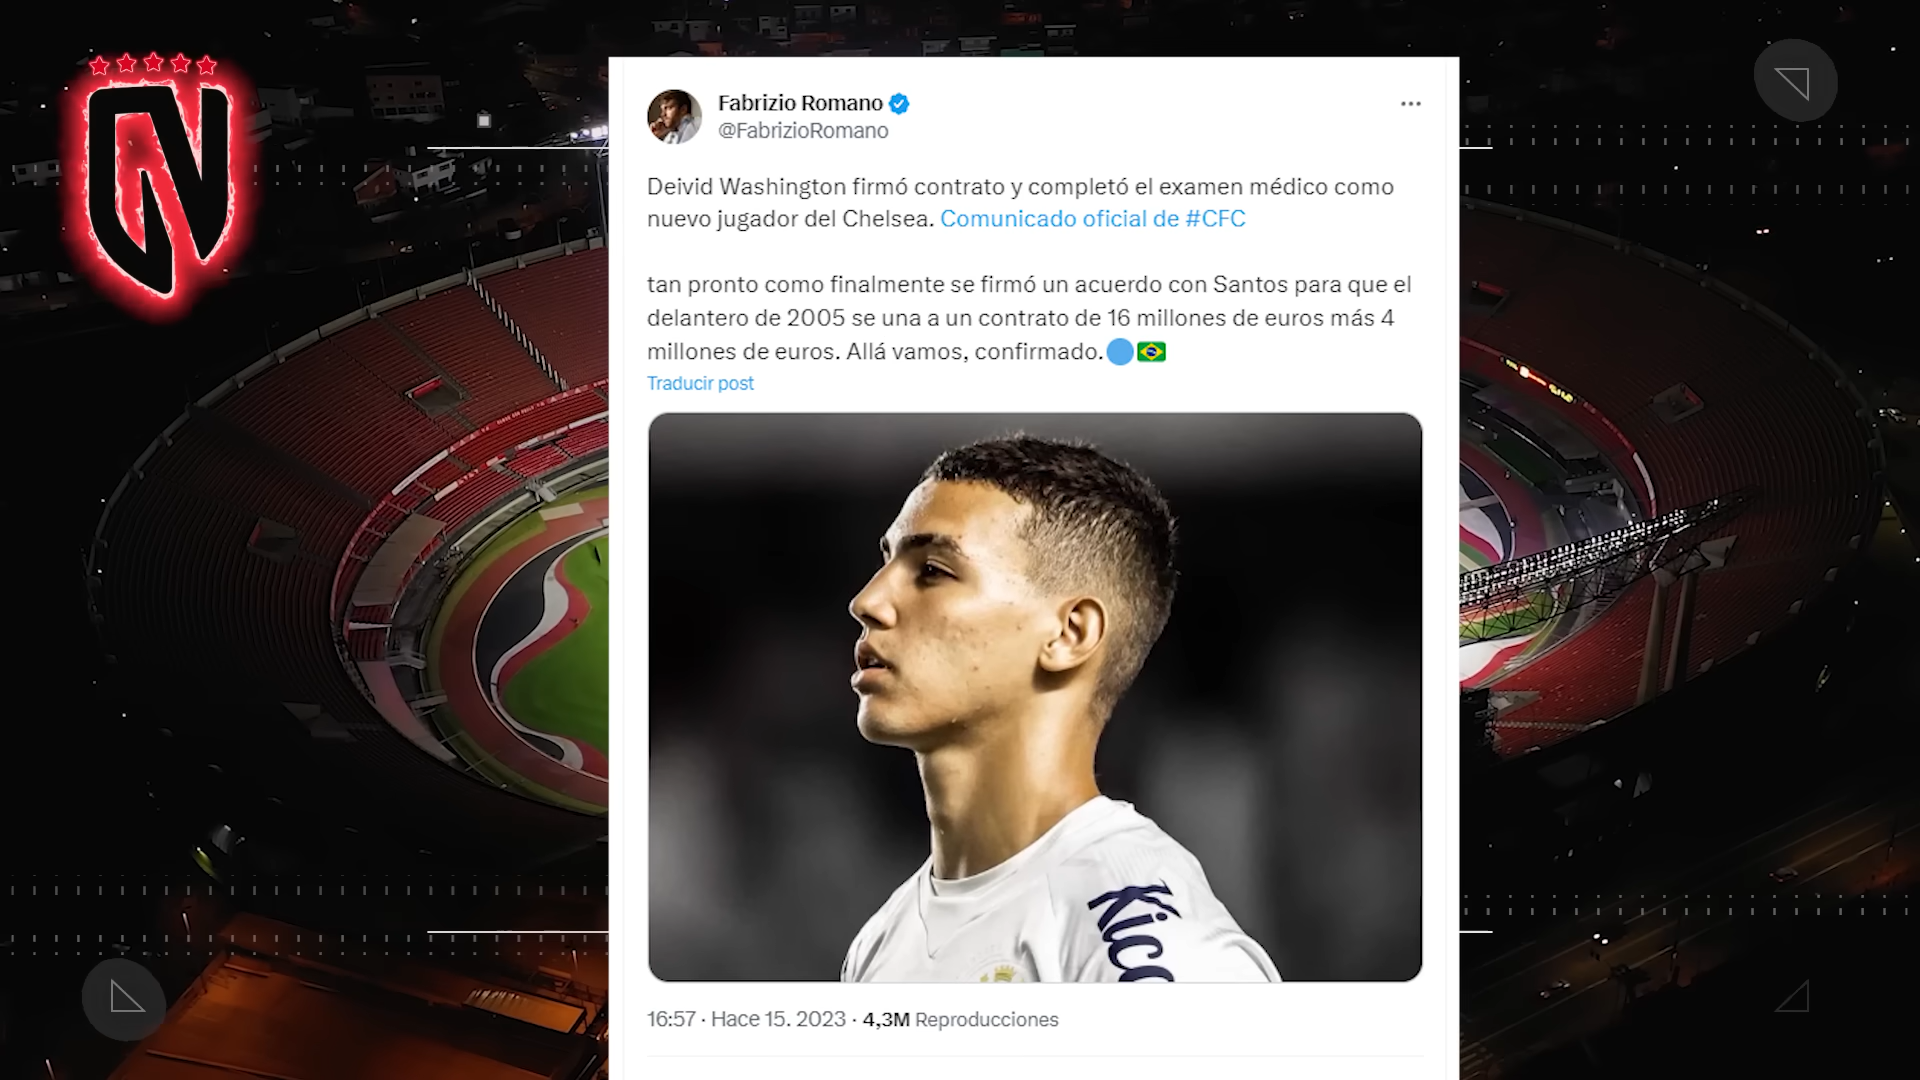 Fabrizio Romano
@FabrizioRomano
Deivid Washington firmó contrato y completó el examen médico como
nuevo jugador del Chelsea. Comunicado oficial de #CFC
tan pronto como finalmente se firmó un acuerdo con Santos para que el
delantero de 2005 se una a un contrato de 16 millones de euros más 4
millones de euros. Allá vamos, confirmado.
Traducir post
Kico
16:57 · Hace 15. 2023 · 4,3M Reproducciones